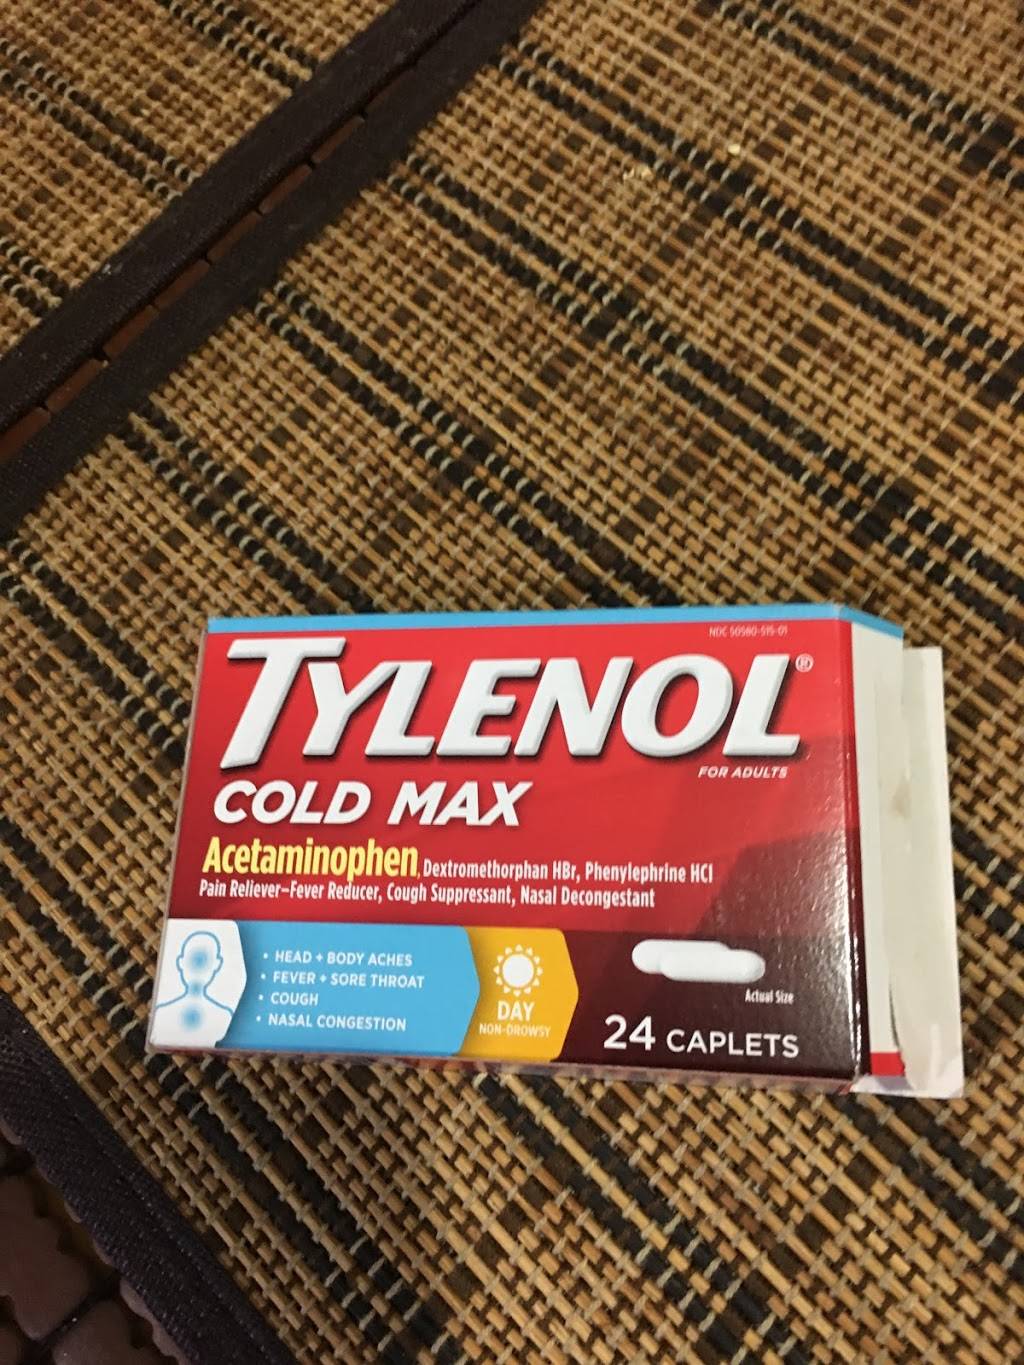 NDC 50580-515-01
TYLENOL®
FOR ADULTS
COLD MAX
Acetaminophen, Dextromethorphan HBr, Phenylephrine HCl
Pain Reliever–Fever Reducer, Cough Suppressant, Nasal Decongestant
• HEAD + BODY ACHES
• FEVER + SORE THROAT
• COUGH
• NASAL CONGESTION
DAY
NON-DROWSY
Actual Size
24 CAPLETS